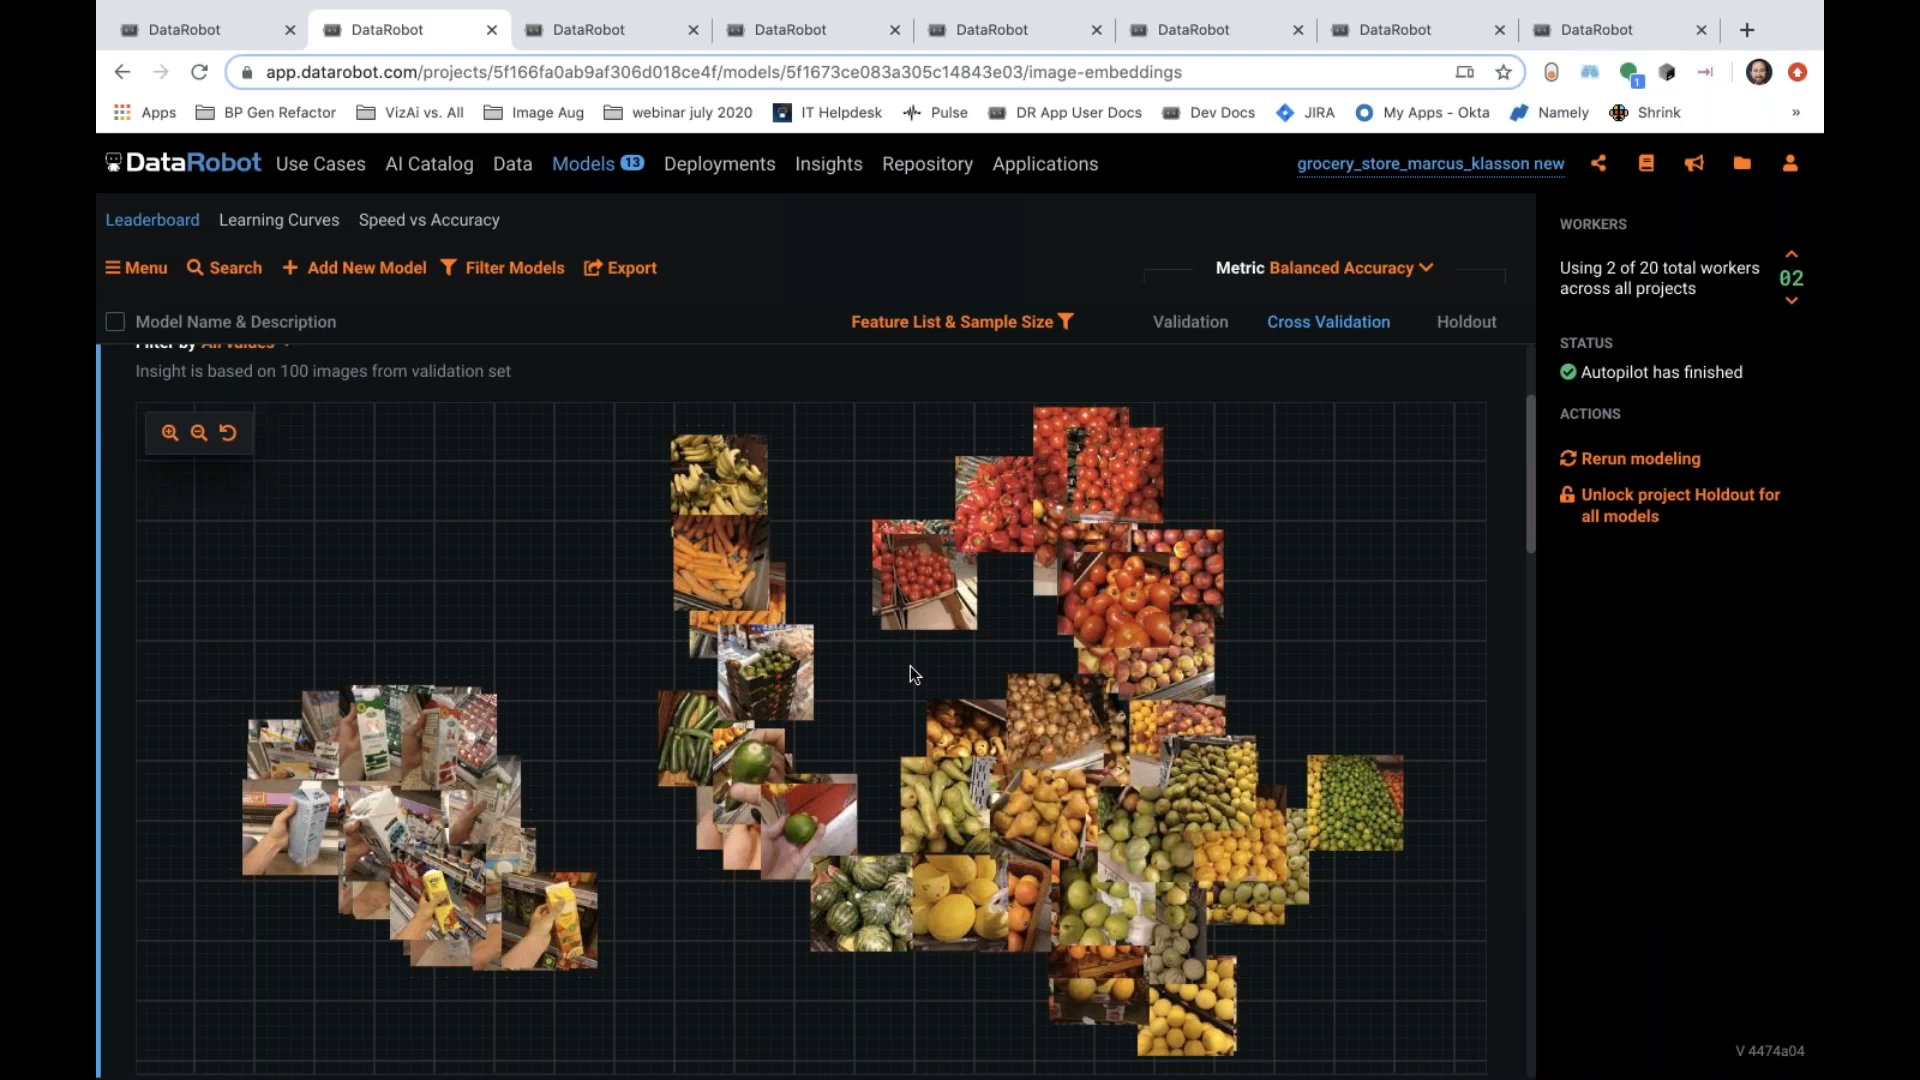 DataRobot DataRobot DataRobot DataRobot DataRobot DataRobot DataRobot DataRobot
app.datarobot.com/projects/5f166fa0ab9af306d018ce4f/models/5f1673ce083a305c14843e03/image-embeddings
1
Apps BP Gen Refactor VizAi vs. All Image Aug webinar july 2020 IT Helpdesk Pulse DR App User Docs Dev Docs JIRA My Apps - Okta Namely Shrink »
DataRobot Use Cases AI Catalog Data Models 13 Deployments Insights Repository Applications grocery_store_marcus_klasson new
Leaderboard Learning Curves Speed vs Accuracy
Menu Search + Add New Model Filter Models Export Metric Balanced Accuracy
Model Name & Description Feature List & Sample Size Validation Cross Validation Holdout
Filter by All values
Insight is based on 100 images from validation set
WORKERS
Using 2 of 20 total workers
across all projects
02
STATUS
Autopilot has finished
ACTIONS
Rerun modeling
Unlock project Holdout for
all models
V 4474a04